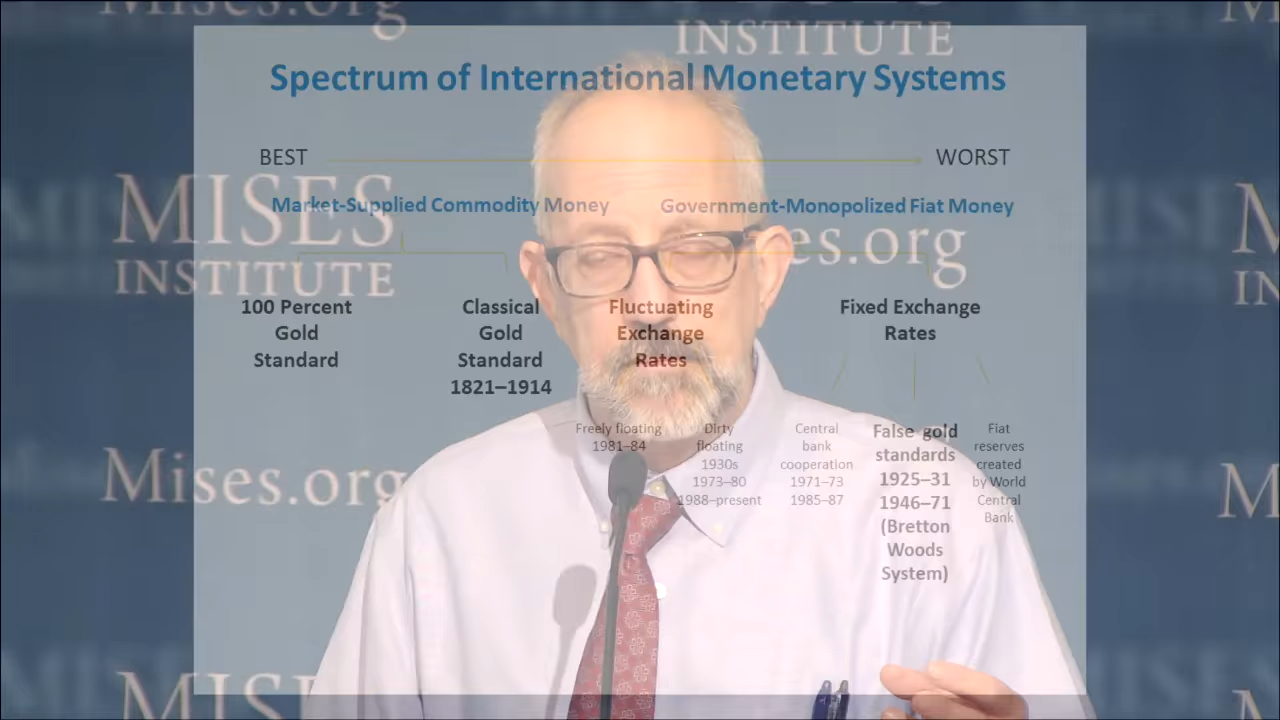 Mises.org
INSTITUTE
Spectrum of International Monetary Systems
BEST
WORST
MISES
INSTITUTE
Market-Supplied Commodity Money
Government-Monopolized Fiat Money
ises.org
100 Percent
Gold
Standard
Classical
Gold
Standard
1821–1914
Fluctuating
Exchange
Rates
Fixed Exchange
Rates
Freely floating
1981–84
Dirty
floating
1930s
1973–80
1988–present
Central
bank
cooperation
1971–73
1985–87
False gold
standards
1925–31
1946–71
(Bretton
Woods
System)
Fiat
reserves
created
by World
Central
Bank
Mises.org
MISES